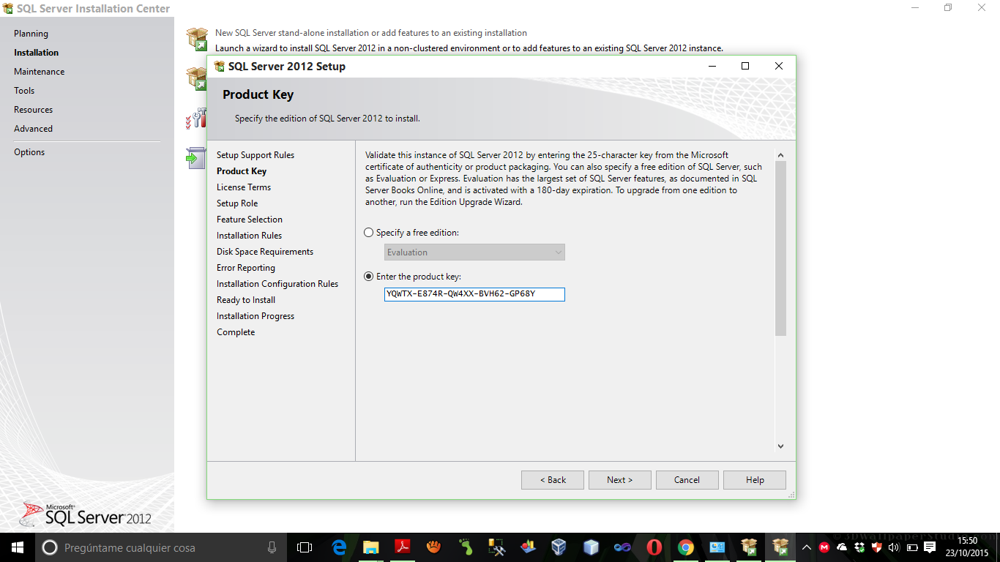 SQL Server Installation Center
Planning
Installation
Maintenance
Tools
Resources
Advanced
Options
New SQL Server stand-alone installation or add features to an existing installation
Launch a wizard to install SQL Server 2012 in a non-clustered environment or to add features to an existing SQL Server 2012 instance.
SQL Server 2012 Setup
Product Key
Specify the edition of SQL Server 2012 to install.
Setup Support Rules
Product Key
License Terms
Setup Role
Feature Selection
Installation Rules
Disk Space Requirements
Error Reporting
Installation Configuration Rules
Ready to Install
Installation Progress
Complete
Validate this instance of SQL Server 2012 by entering the 25-character key from the Microsoft
certificate of authenticity or product packaging. You can also specify a free edition of SQL Server, such
as Evaluation or Express. Evaluation has the largest set of SQL Server features, as documented in SQL
Server Books Online, and is activated with a 180-day expiration. To upgrade from one edition to
another, run the Edition Upgrade Wizard.
Specify a free edition:
Evaluation
Enter the product key:
YQWTX-E874R-QW4XX-BVH62-GP68Y
< Back
Next >
Cancel
Help
Microsoft®
SQL Server® 2012
Pregúntame cualquier cosa
© 3DWallpaperStudio.com
15:50
23/10/2015